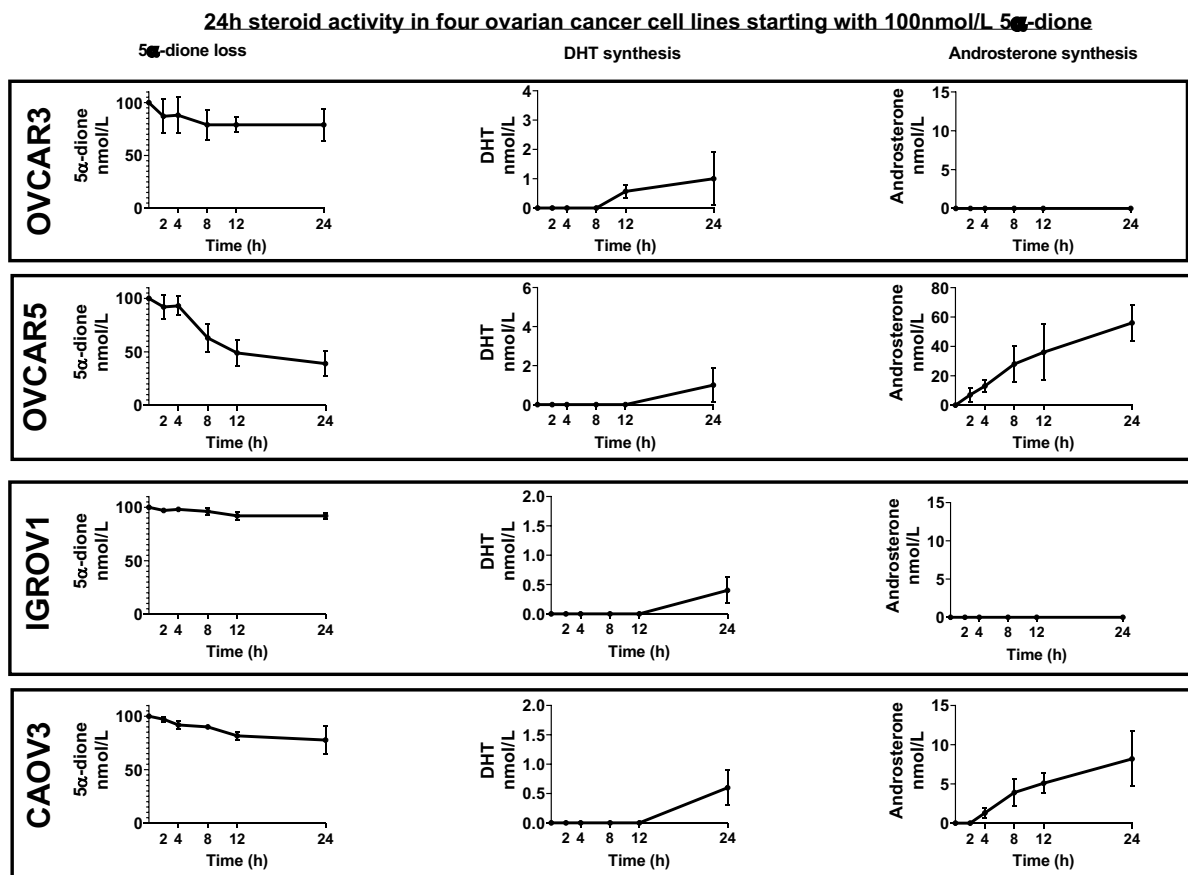 24h steroid activity in four ovarian cancer cell lines starting with 100nmol/L 5α-dione
5α-dione loss
DHT synthesis
Androsterone synthesis
OVCAR3
5α-dione
nmol/L
100
50
0
2 4 8 12 24
Time (h)
DHT
nmol/L
4
3
2
1
0
2 4 8 12 24
Time (h)
Androsterone
nmol/L
15
10
5
0
2 4 8 12 24
Time (h)
OVCAR5
5α-dione
nmol/L
100
50
0
2 4 8 12 24
Time (h)
DHT
nmol/L
6
4
2
0
2 4 8 12 24
Time (h)
Androsterone
nmol/L
80
60
40
20
0
2 4 8 12 24
Time (h)
IGROV1
5α-dione
nmol/L
100
50
0
2 4 8 12 24
Time (h)
DHT
nmol/L
2.0
1.5
1.0
0.5
0.0
2 4 8 12 24
Time (h)
Androsterone
nmol/L
15
10
5
0
2 4 8 12 24
Time (h)
CAOV3
5α-dione
nmol/L
100
50
0
2 4 8 12 24
Time (h)
DHT
nmol/L
2.0
1.5
1.0
0.5
0.0
2 4 8 12 24
Time (h)
Androsterone
nmol/L
15
10
5
0
2 4 8 12 24
Time (h)